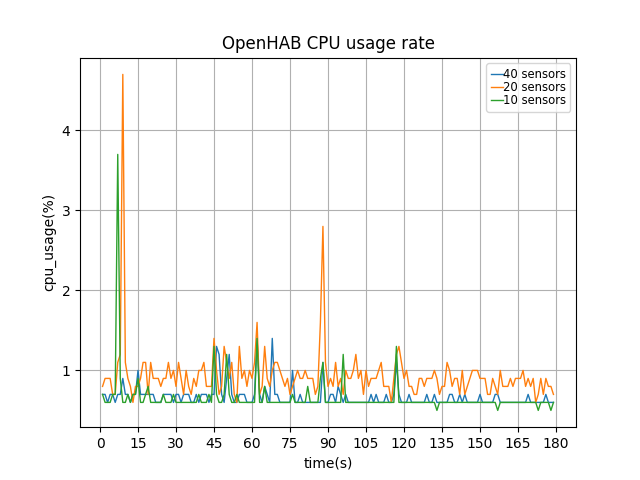 OpenHAB CPU usage rate
40 sensors
20 sensors
10 sensors
cpu_usage(%)
4
3
2
1
0 15 30 45 60 75 90 105 120 135 150 165 180
time(s)